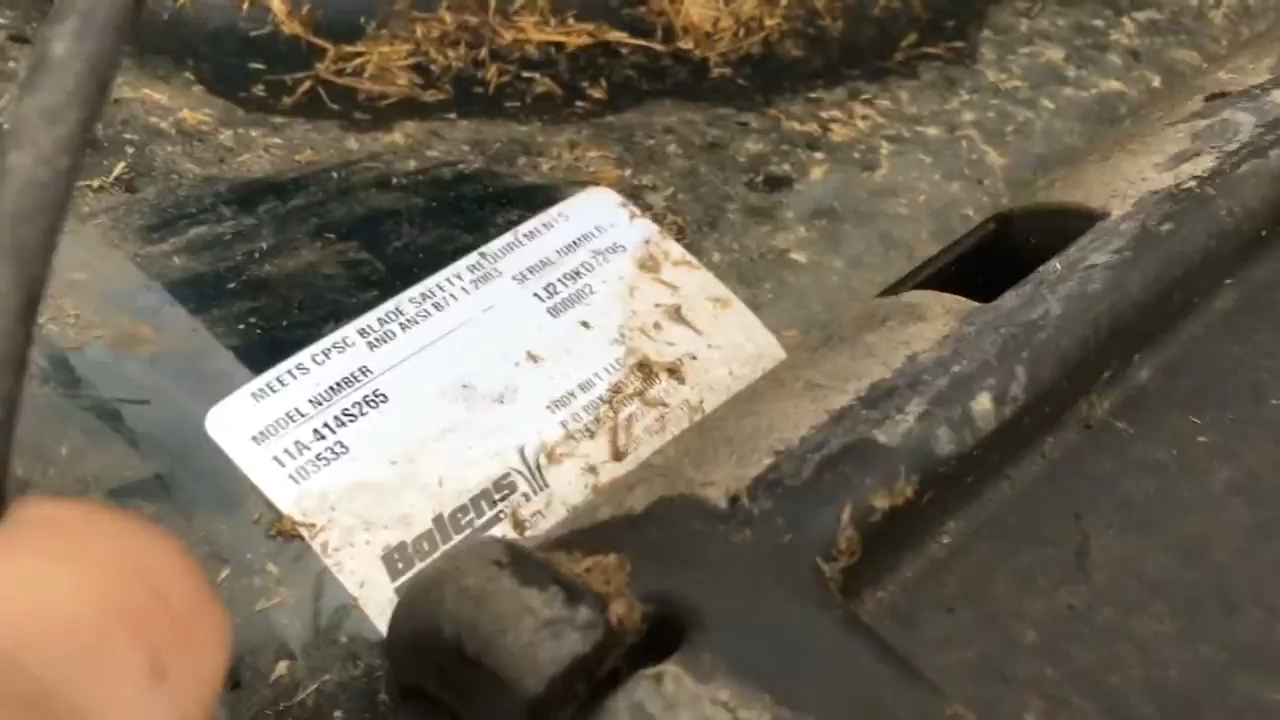 MEETS CPSC BLADE SAFETY REQUIREMENTS
AND ANSI B71 1 2003
MODEL NUMBER
SERIAL NUMBER
11A-414S265
1J219K07295
103533
000002
TROY BILT LLC
P O BOX
Bolens